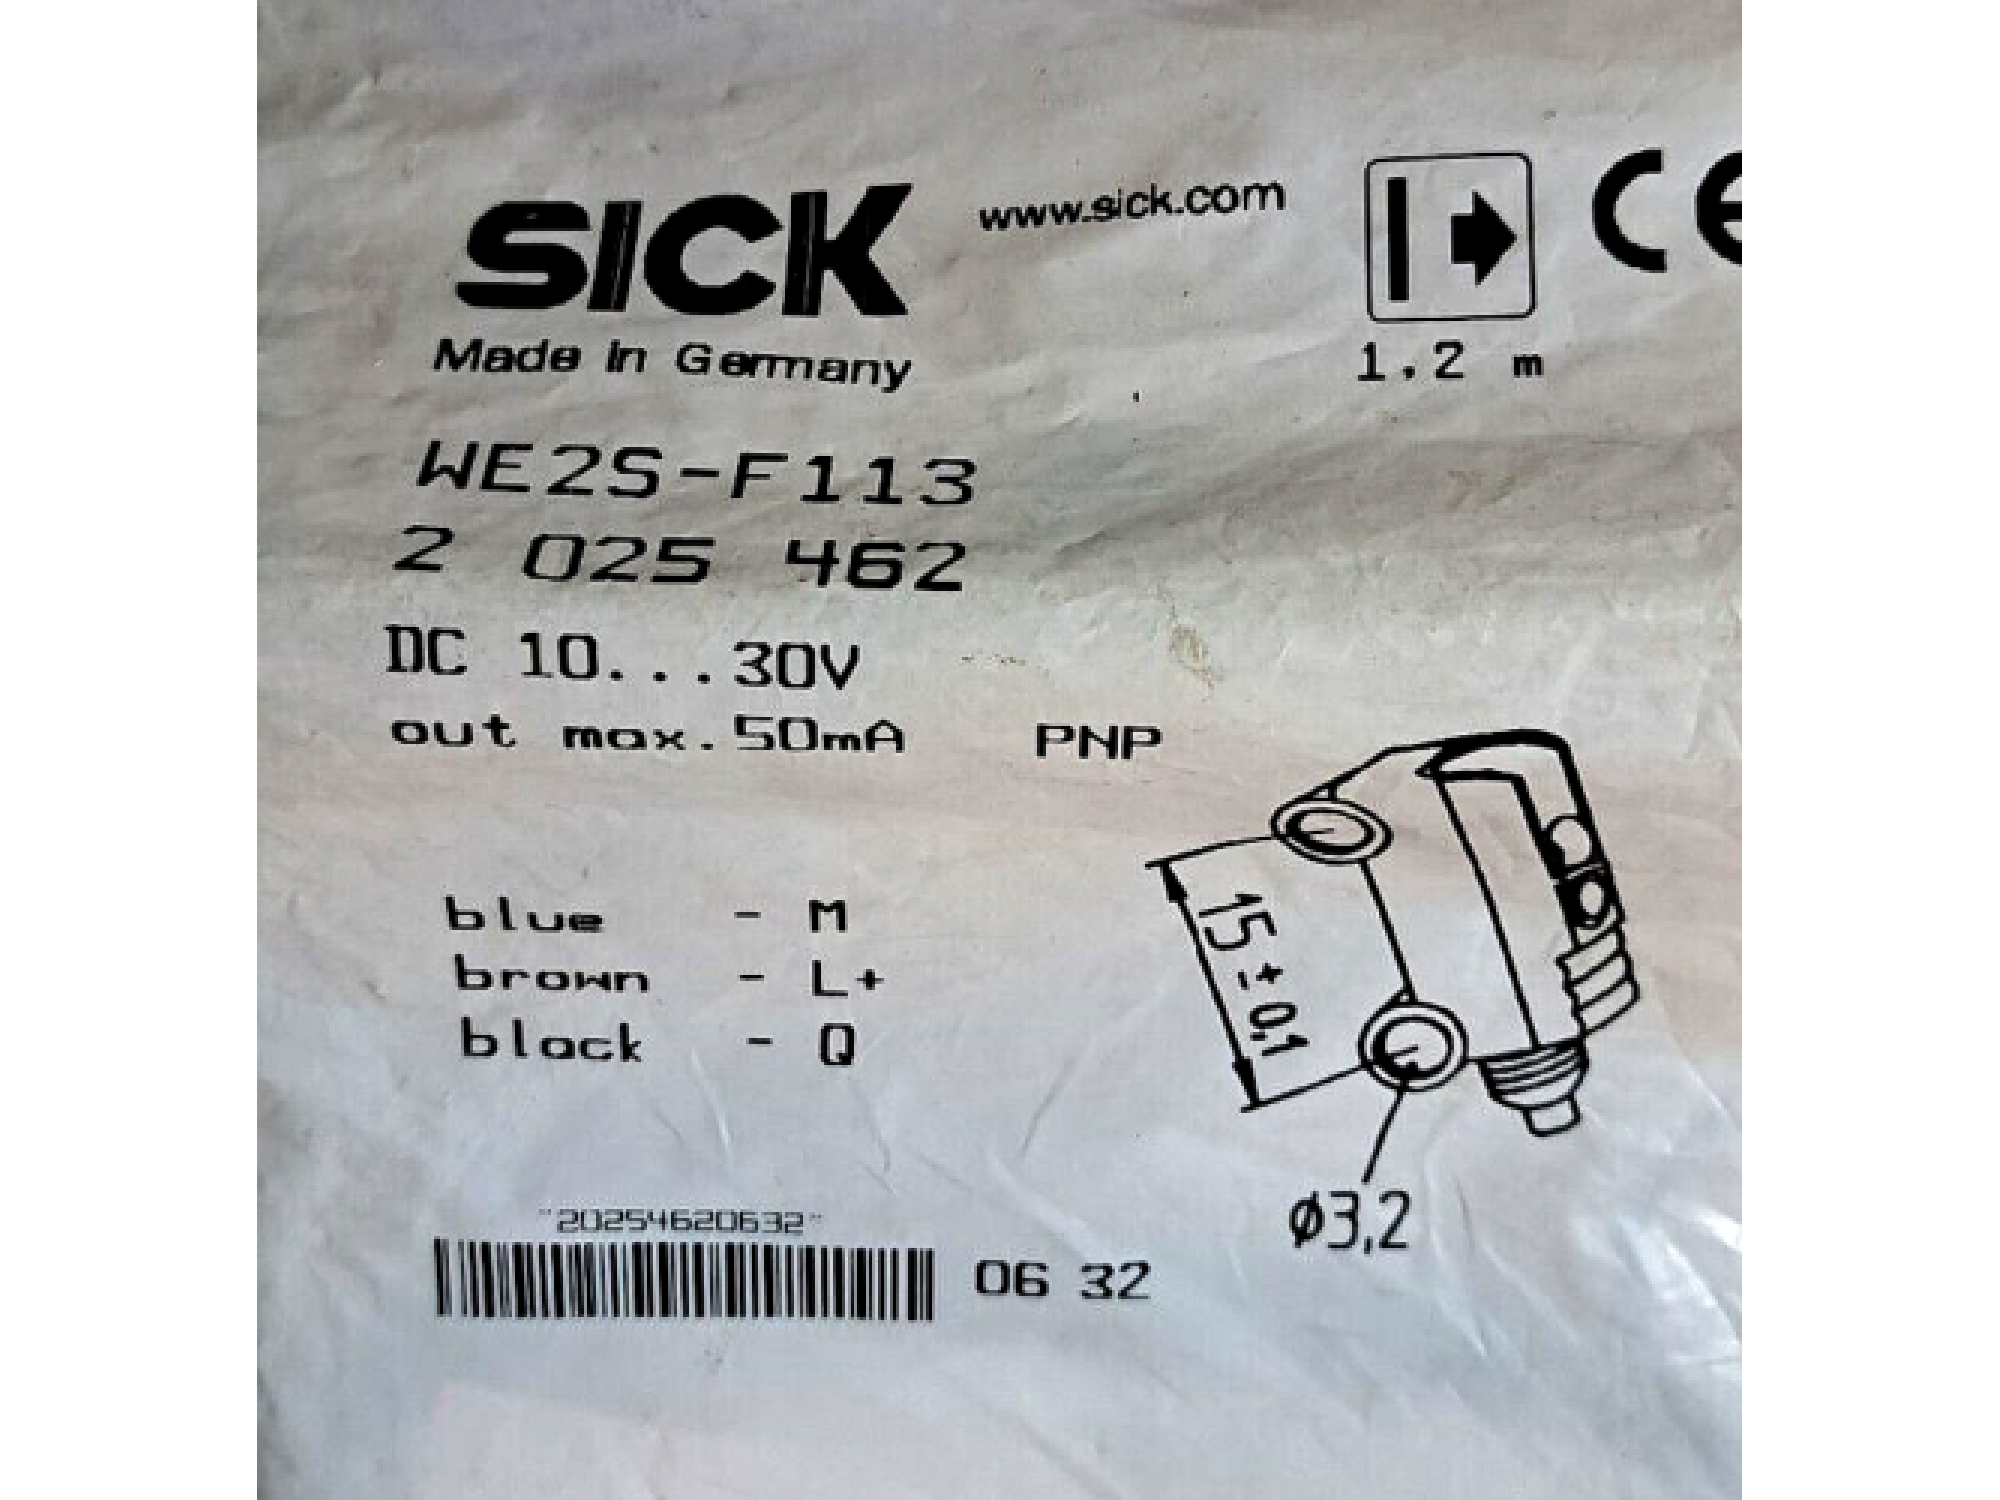 SICK
www.sick.com
CE
Made in Germany
1.2 m
WE2S-F113
2 025 462
DC 10...30V
out max. 50mA PNP
15±0,1
blue - M
brown - L+
black - Q
ø3,2
"20254620632"
06 32